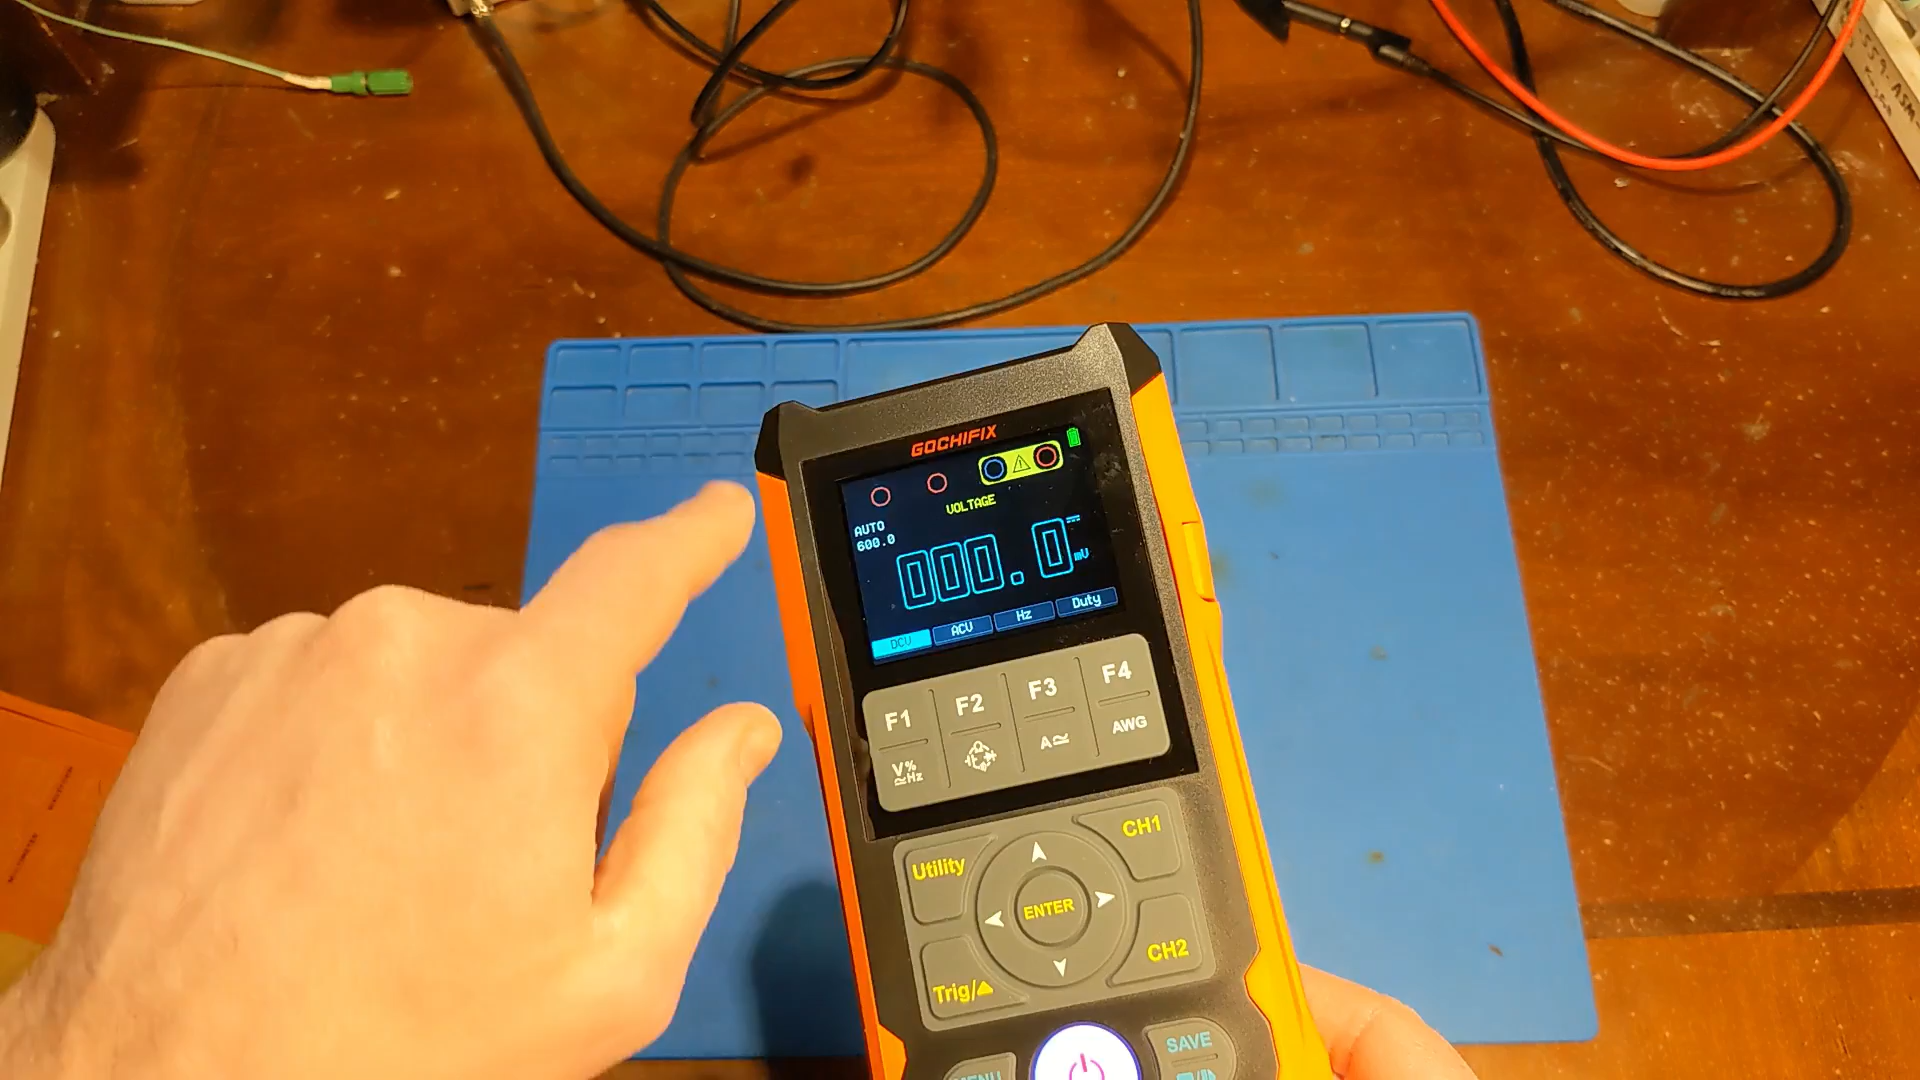 GOCHIFIX
VOLTAGE
AUTO
600.0
000.0 mV
DCV ACV Hz Duty
F1 F2 F3 F4
V% Hz A AWG
Utility CH1
ENTER
Trig/ CH2
MENU SAVE